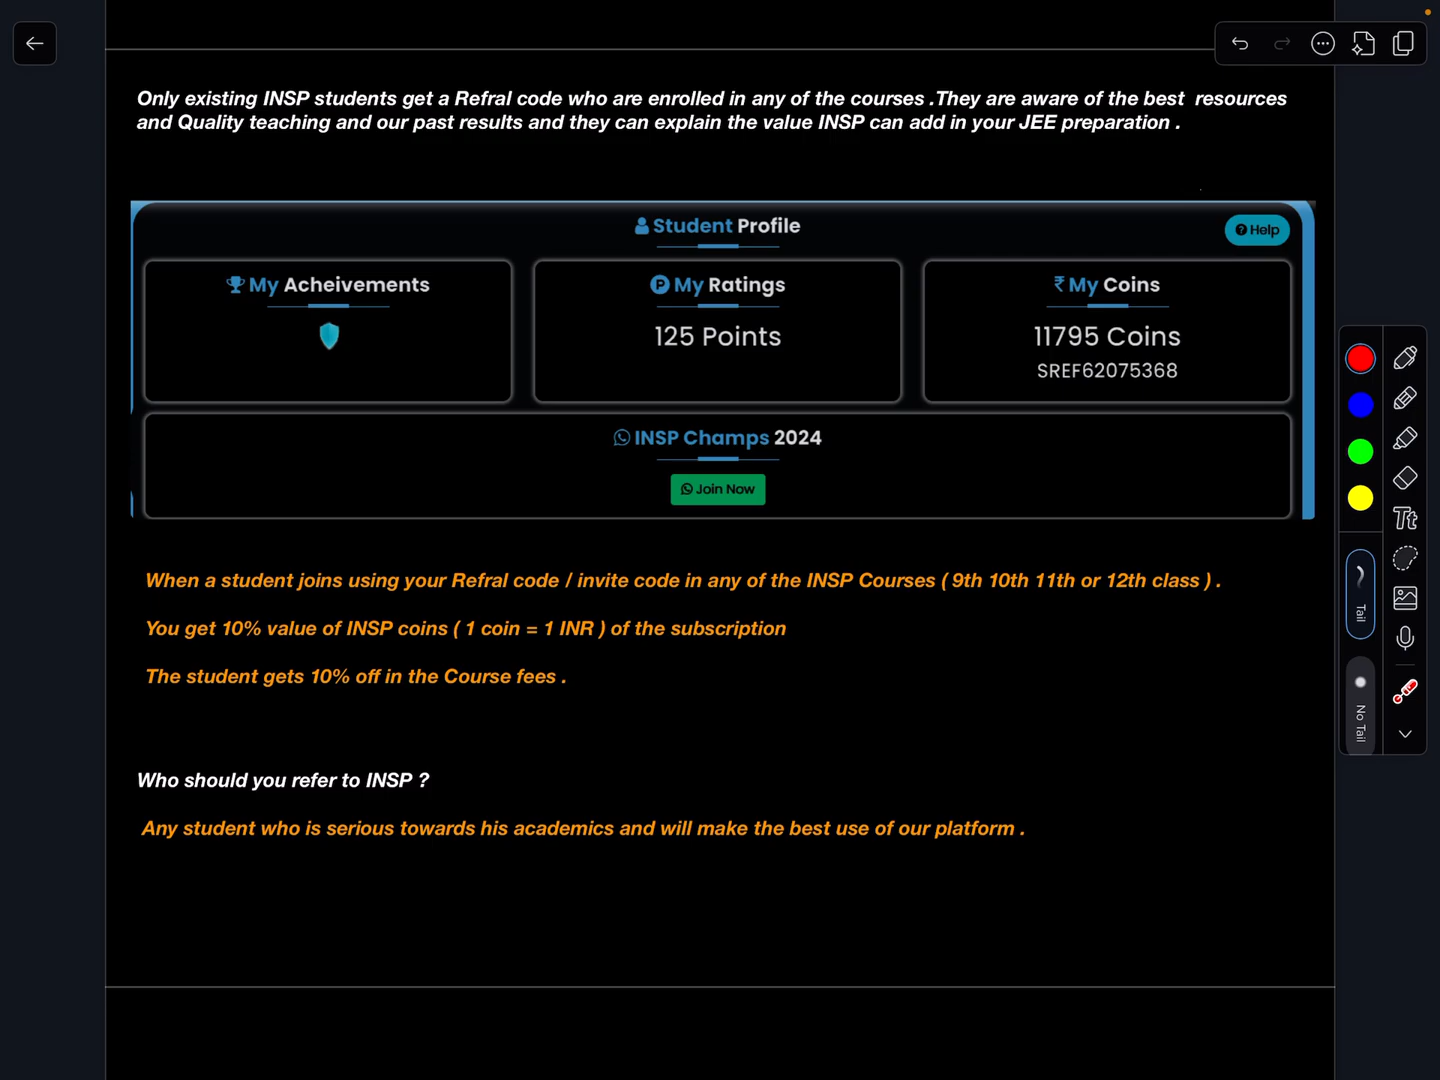 Only existing INSP students get a Refral code who are enrolled in any of the courses .They are aware of the best  resources
and Quality teaching and our past results and they can explain the value INSP can add in your JEE preparation .
Student Profile
Help
My Acheivements
My Ratings
My Coins
125 Points
11795 Coins
SREF62075368
INSP Champs 2024
Join Now
When a student joins using your Refral code / invite code in any of the INSP Courses ( 9th 10th 11th or 12th class ) .
You get 10% value of INSP coins ( 1 coin = 1 INR ) of the subscription
The student gets 10% off in the Course fees .
Who should you refer to INSP ?
Any student who is serious towards his academics and will make the best use of our platform .
Tt
Tail
No Tail